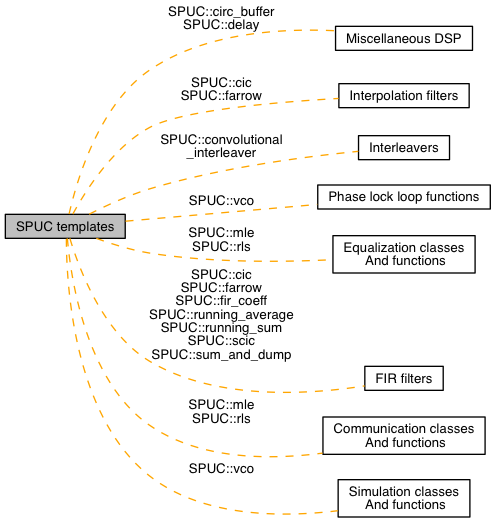 SPUC::circ_buffer
SPUC::delay
Miscellaneous DSP
SPUC::cic
SPUC::farrow
Interpolation filters
SPUC::convolutional
_interleaver
Interleavers
SPUC::vco
Phase lock loop functions
SPUC templates
SPUC::mle
SPUC::rls
Equalization classes
And functions
SPUC::cic
SPUC::farrow
SPUC::fir_coeff
SPUC::running_average
SPUC::running_sum
SPUC::scic
SPUC::sum_and_dump
FIR filters
SPUC::mle
SPUC::rls
Communication classes
And functions
SPUC::vco
Simulation classes
And functions